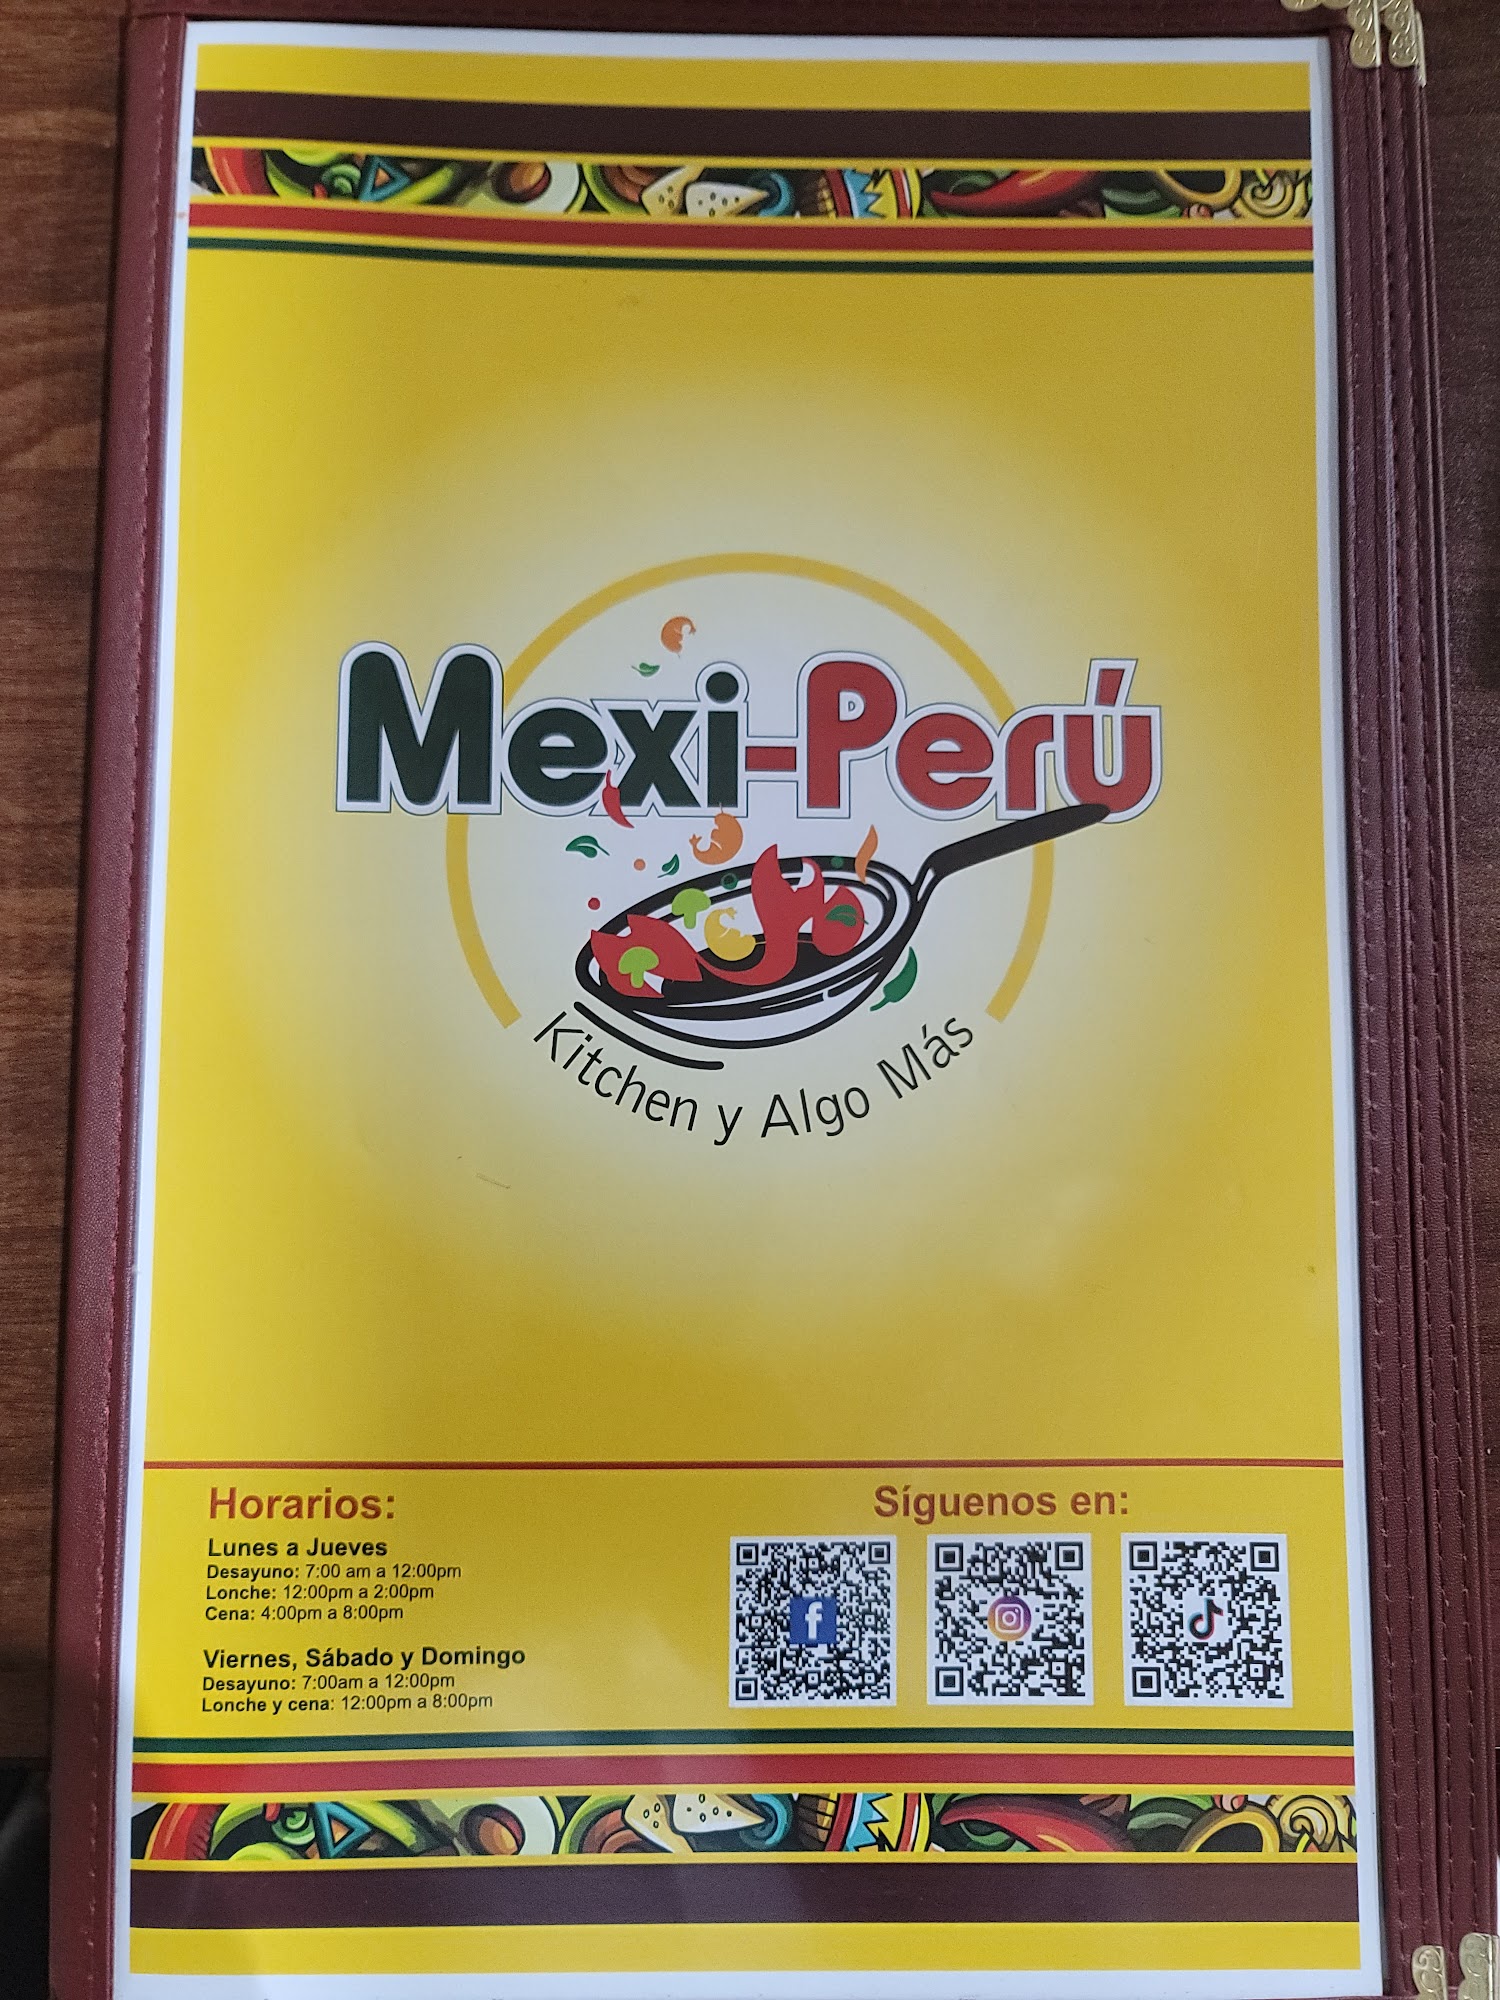 Mexi-Perú
Kitchen y Algo Más
Horarios:
Lunes a Jueves
Desayuno: 7:00 am a 12:00pm
Lonche: 12:00pm a 2:00pm
Cena: 4:00pm a 8:00pm
Viernes, Sábado y Domingo
Desayuno: 7:00am a 12:00pm
Lonche y cena: 12:00pm a 8:00pm
Síguenos en: